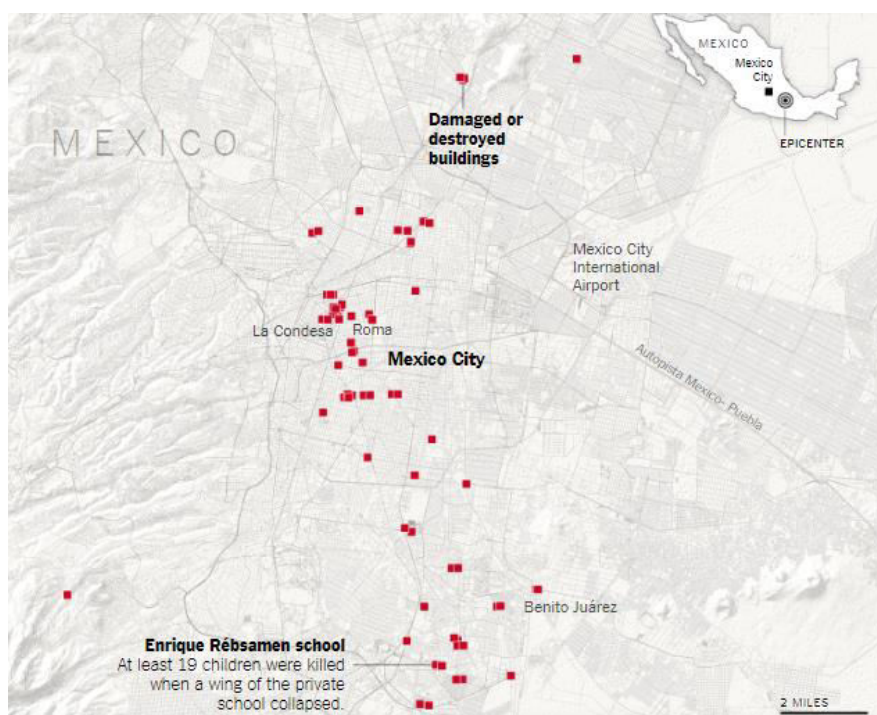 MEXICO
MEXICO
Mexico
City
EPICENTER
Damaged or
destroyed
buildings
Mexico City
International
Airport
La Condesa
Roma
Mexico City
Autopista Mexico- Puebla
Benito Juárez
Enrique Rébsamen school
At least 19 children were killed
when a wing of the private
school collapsed.
2 MILES